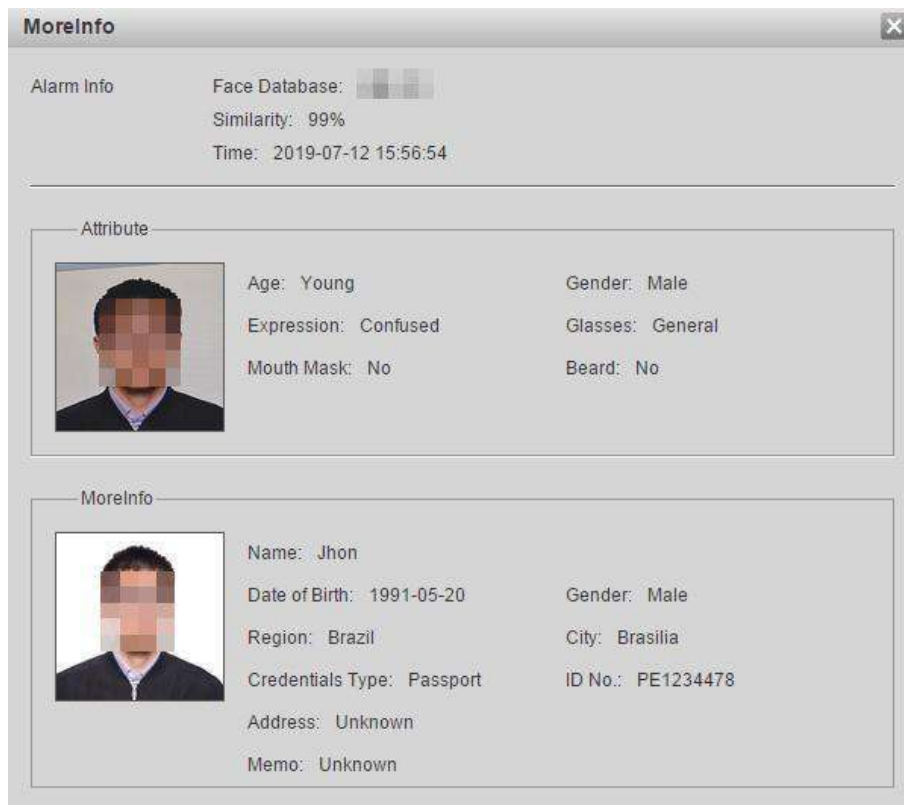 MoreInfo
Alarm Info
Face Database:
Similarity: 99%
Time: 2019-07-12 15:56:54
Attribute
Age: Young Gender: Male
Expression: Confused Glasses: General
Mouth Mask: No Beard: No
MoreInfo
Name: Jhon
Date of Birth: 1991-05-20 Gender: Male
Region: Brazil City: Brasilia
Credentials Type: Passport ID No.: PE1234478
Address: Unknown
Memo: Unknown